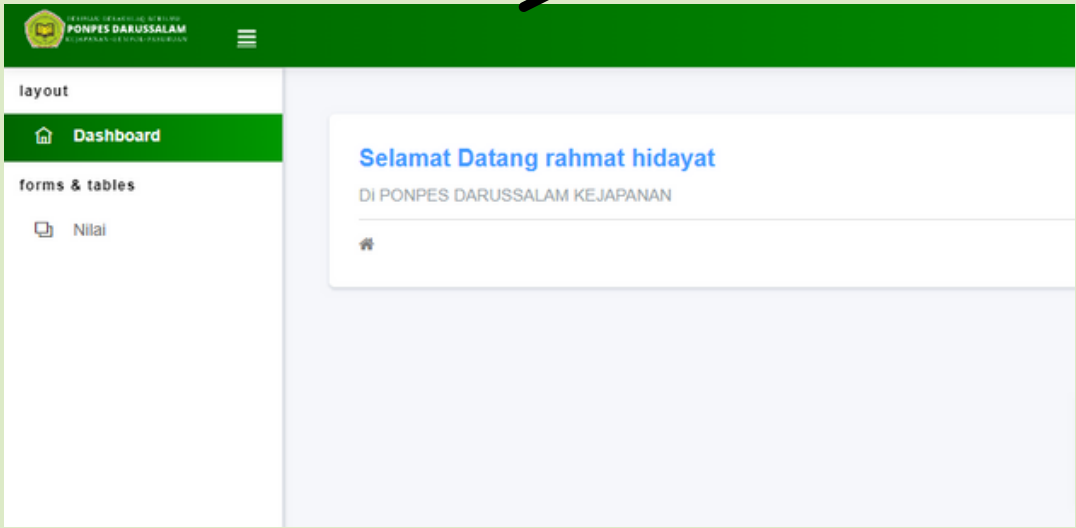 PONPES DARUSSALAM
layout
Dashboard
forms & tables
Nilai
Selamat Datang rahmat hidayat
Di PONPES DARUSSALAM KEJAPANAN